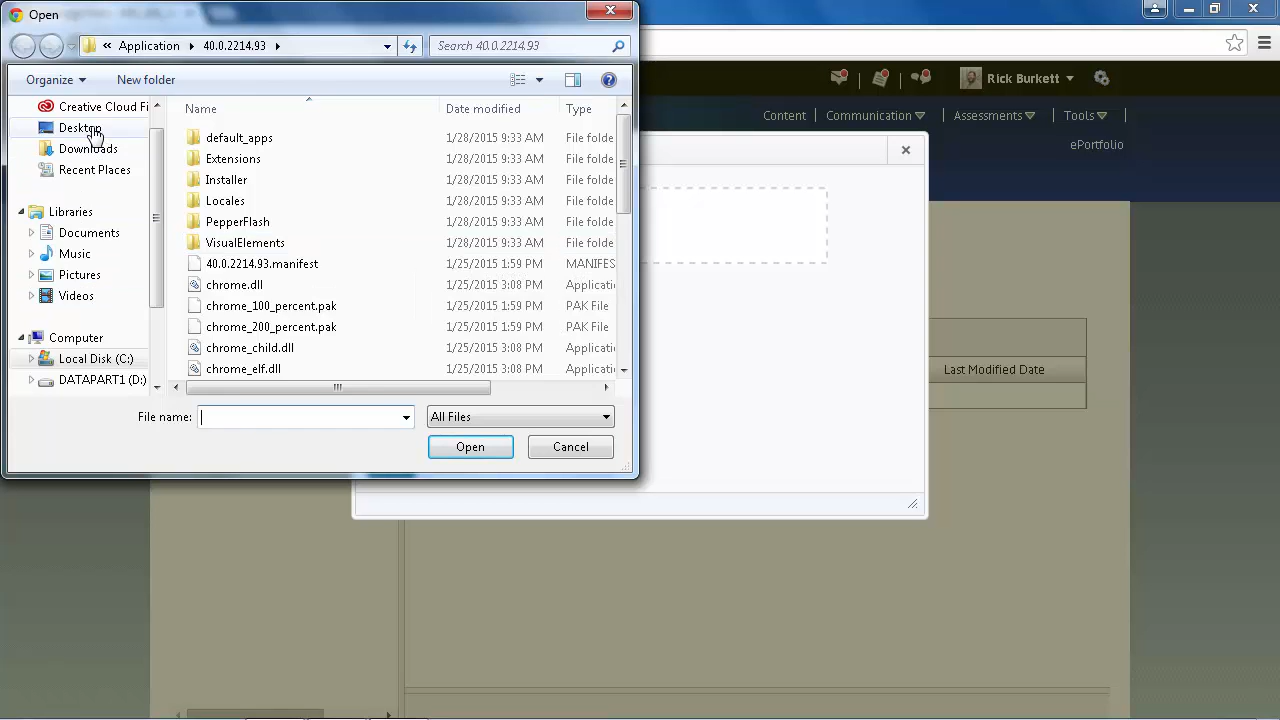 Open
« Application ▸ 40.0.2214.93 ▸
Search 40.0.2214.93
Organize
New folder
Creative Cloud Fi
Desktop
Downloads
Recent Places
Libraries
Documents
Music
Pictures
Videos
Computer
Local Disk (C:)
DATAPART1 (D:)
Name Date modified Type
default_apps 1/28/2015 9:33 AM File folde
Extensions 1/28/2015 9:33 AM File folde
Installer 1/28/2015 9:33 AM File folde
Locales 1/28/2015 9:33 AM File folde
PepperFlash 1/28/2015 9:33 AM File folde
VisualElements 1/28/2015 9:33 AM File folde
40.0.2214.93.manifest 1/25/2015 1:59 PM MANIFES
chrome.dll 1/25/2015 3:08 PM Applicatio
chrome_100_percent.pak 1/25/2015 1:59 PM PAK File
chrome_200_percent.pak 1/25/2015 1:59 PM PAK File
chrome_child.dll 1/25/2015 3:08 PM Applicatio
chrome_elf.dll 1/25/2015 3:08 PM Applicatio
File name:
All Files
Open
Cancel
Rick Burkett
Content Communication Assessments Tools
ePortfolio
Last Modified Date